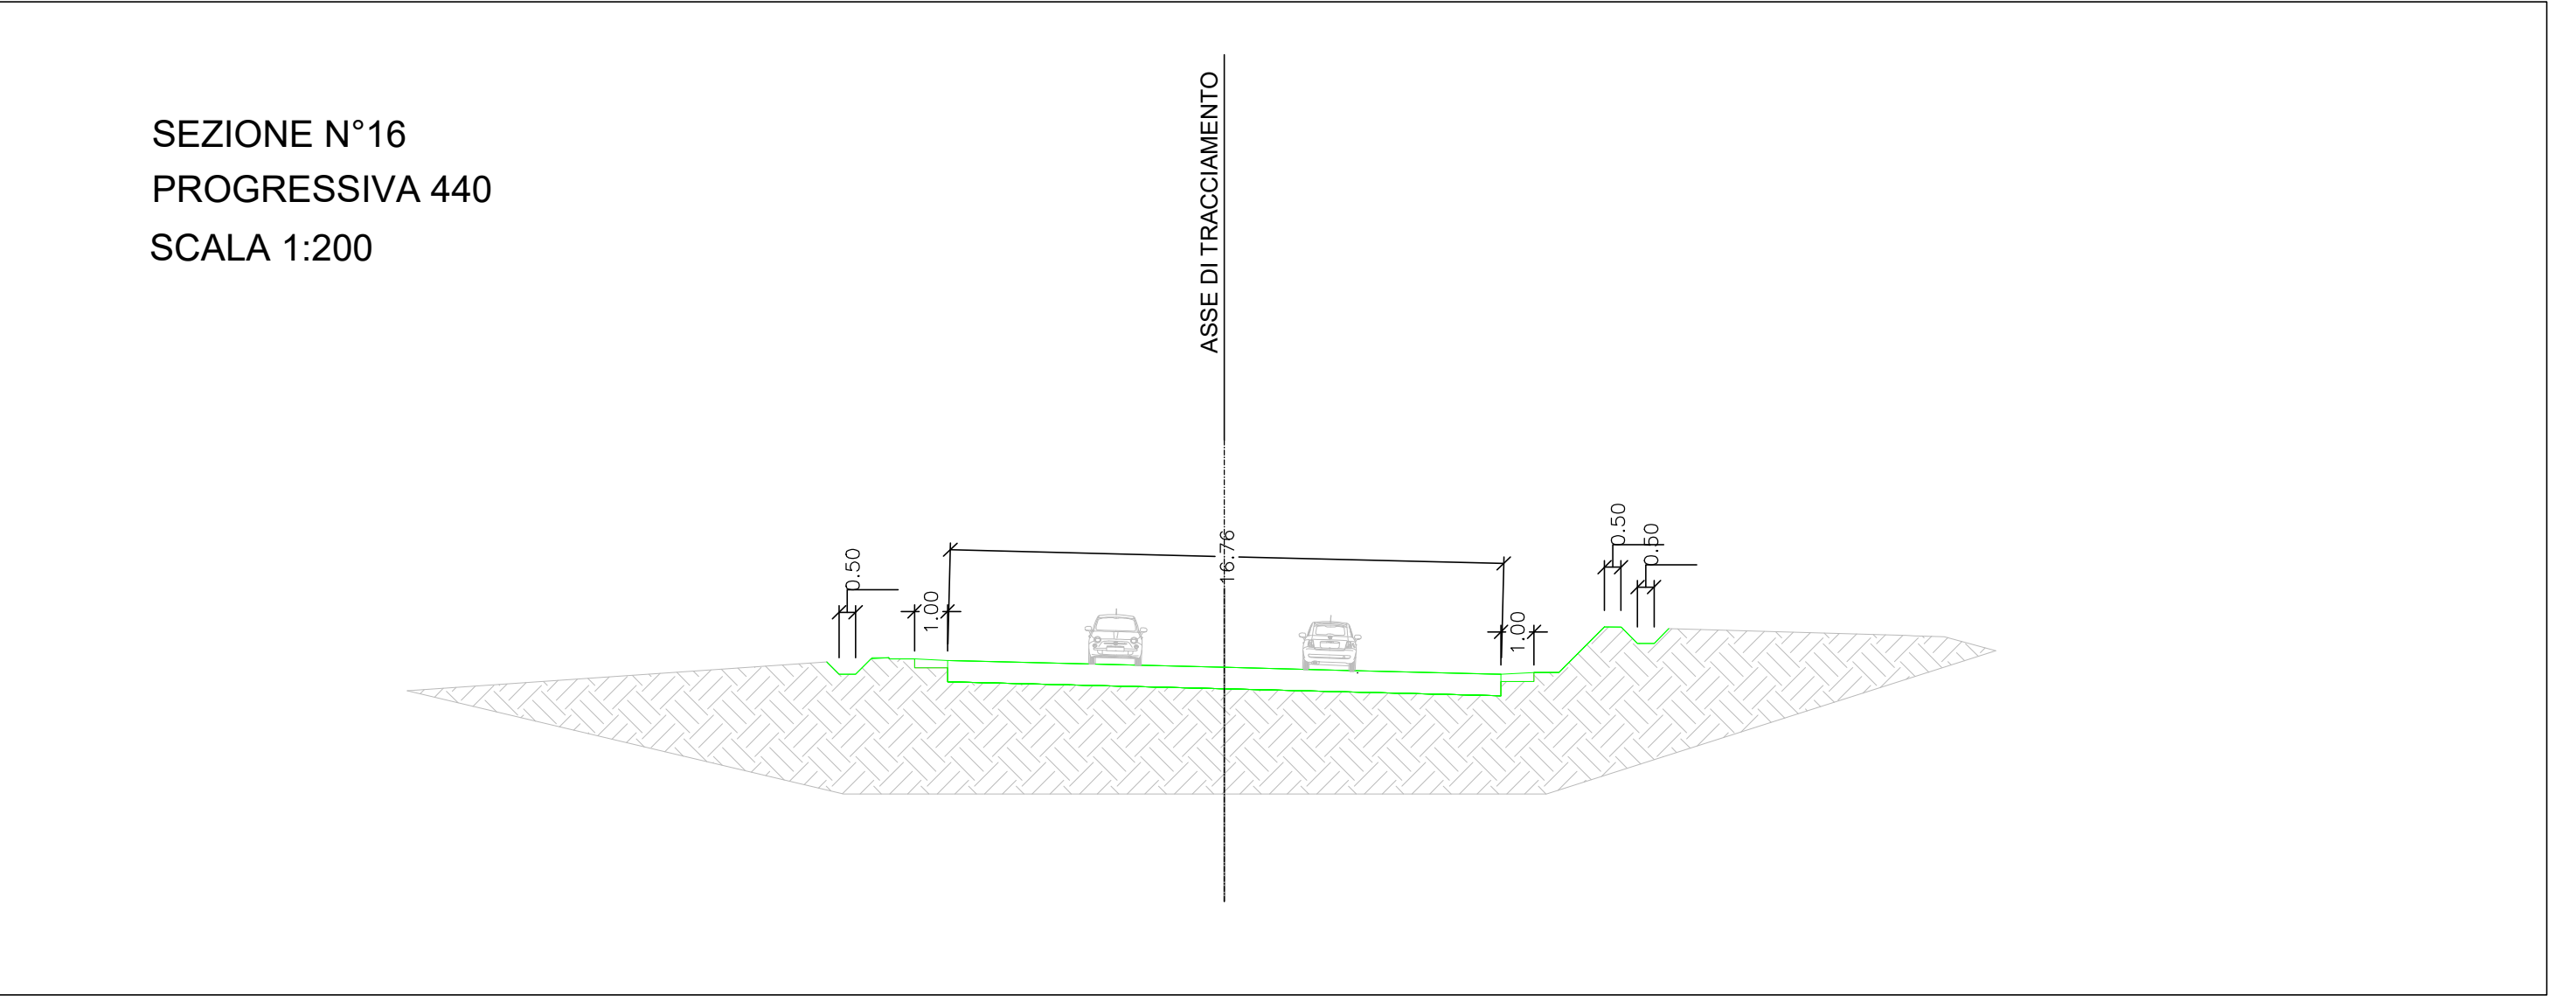 SEZIONE N°16
PROGRESSIVA 440
SCALA 1:200
ASSE DI TRACCIAMENTO
0.50
1.00
16.76
1.00
0.50
0.50